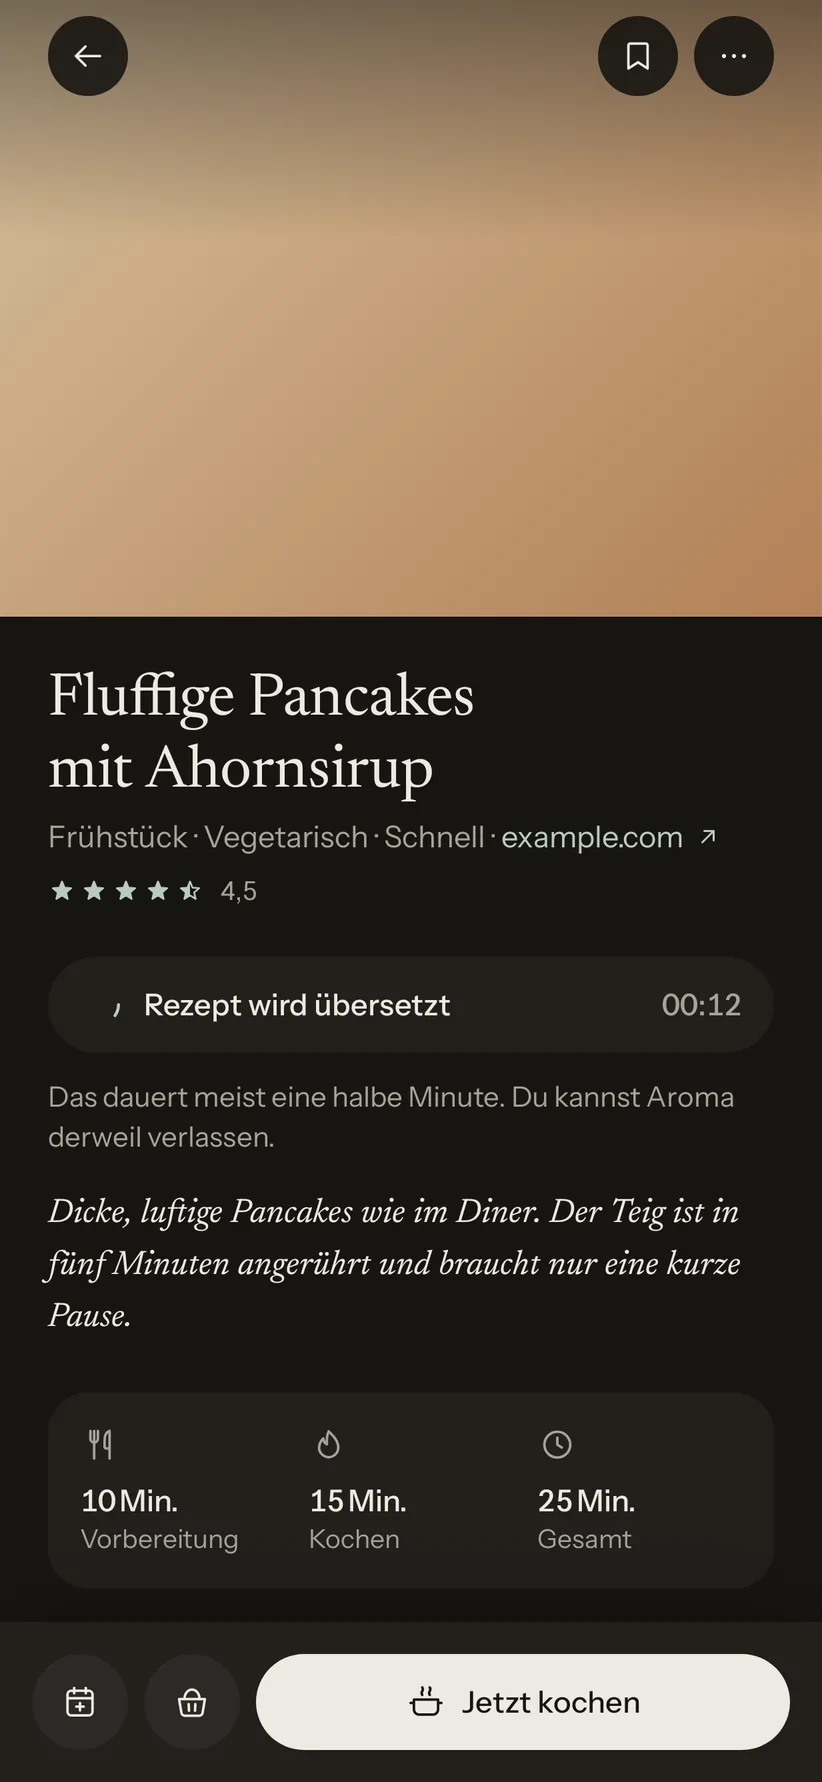 Fluffige Pancakes
mit Ahornsirup
Frühstück · Vegetarisch · Schnell · example.com ↗
4,5
Rezept wird übersetzt 00:12
Das dauert meist eine halbe Minute. Du kannst Aroma
derweil verlassen.
Dicke, luftige Pancakes wie im Diner. Der Teig ist in
fünf Minuten angerührt und braucht nur eine kurze
Pause.
10 Min. 15 Min. 25 Min.
Vorbereitung Kochen Gesamt
Jetzt kochen